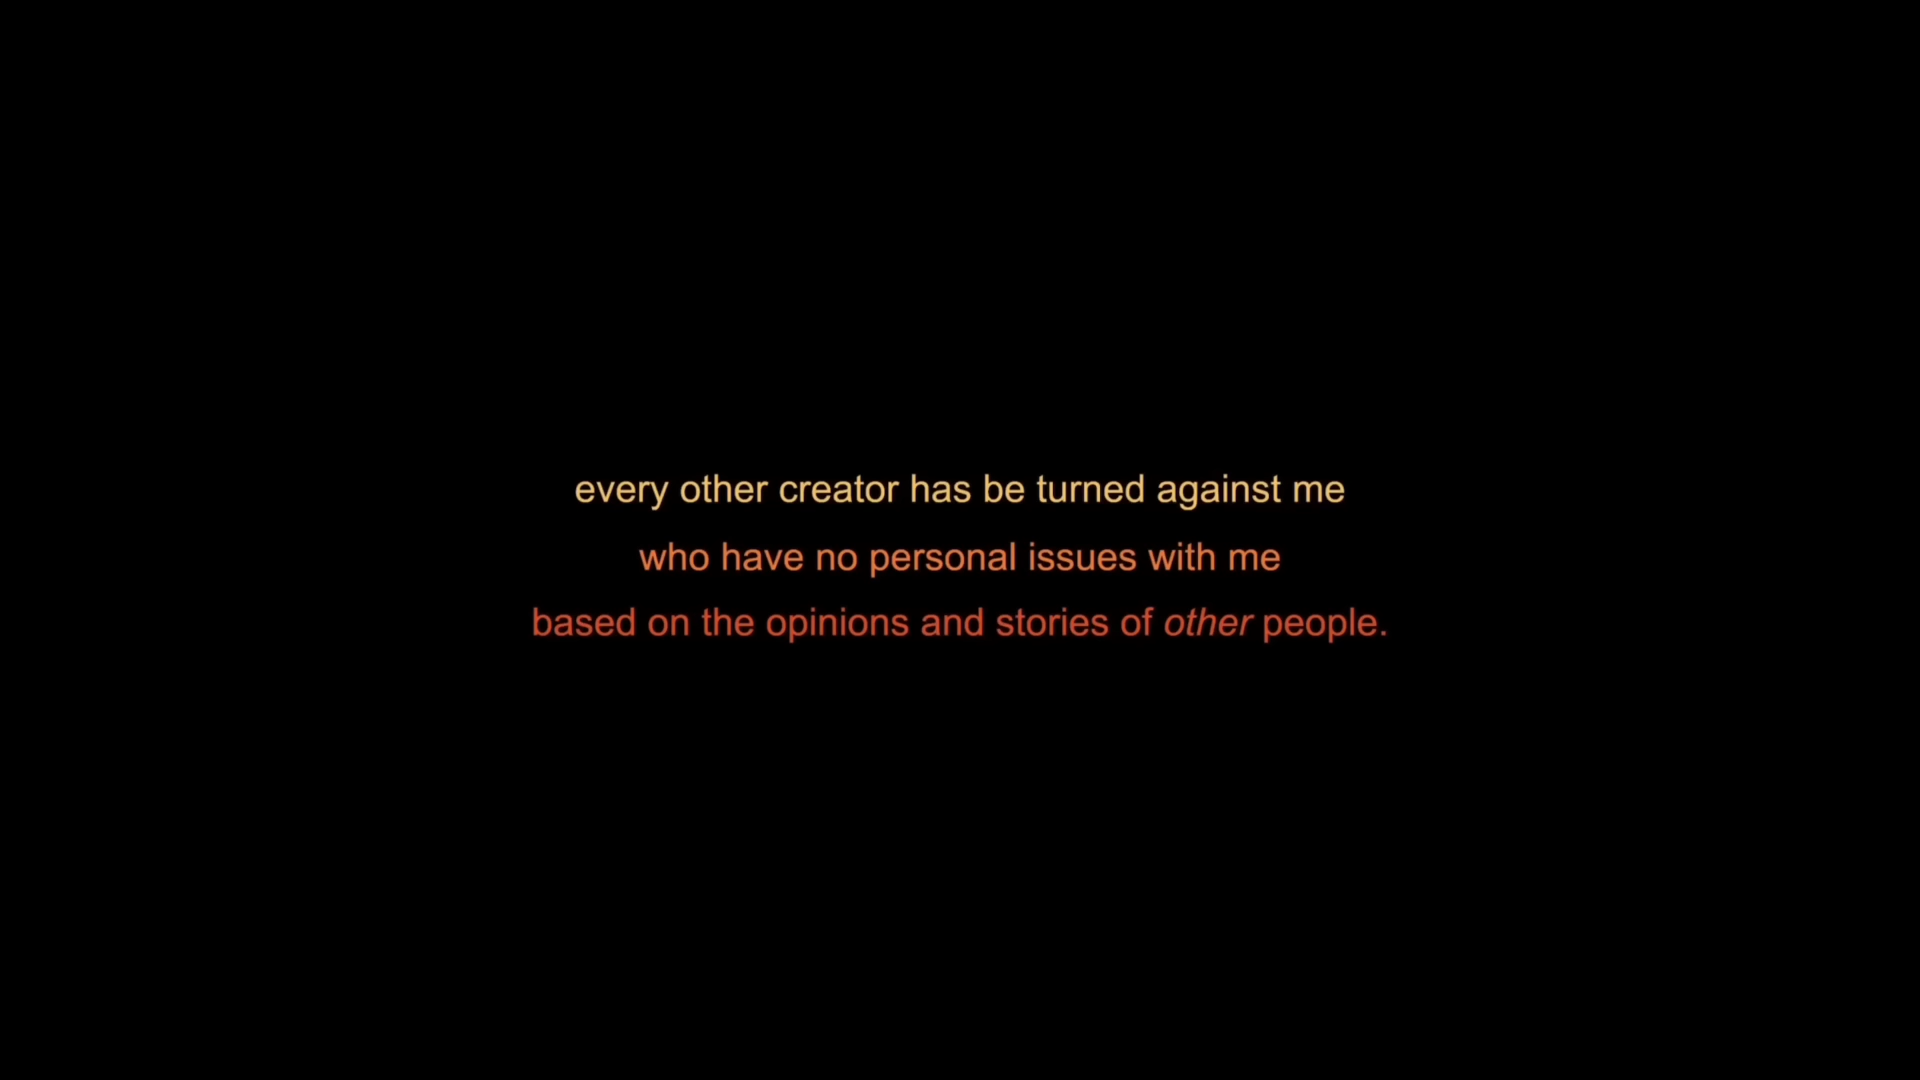 every other creator has be turned against me
who have no personal issues with me
based on the opinions and stories of other people.